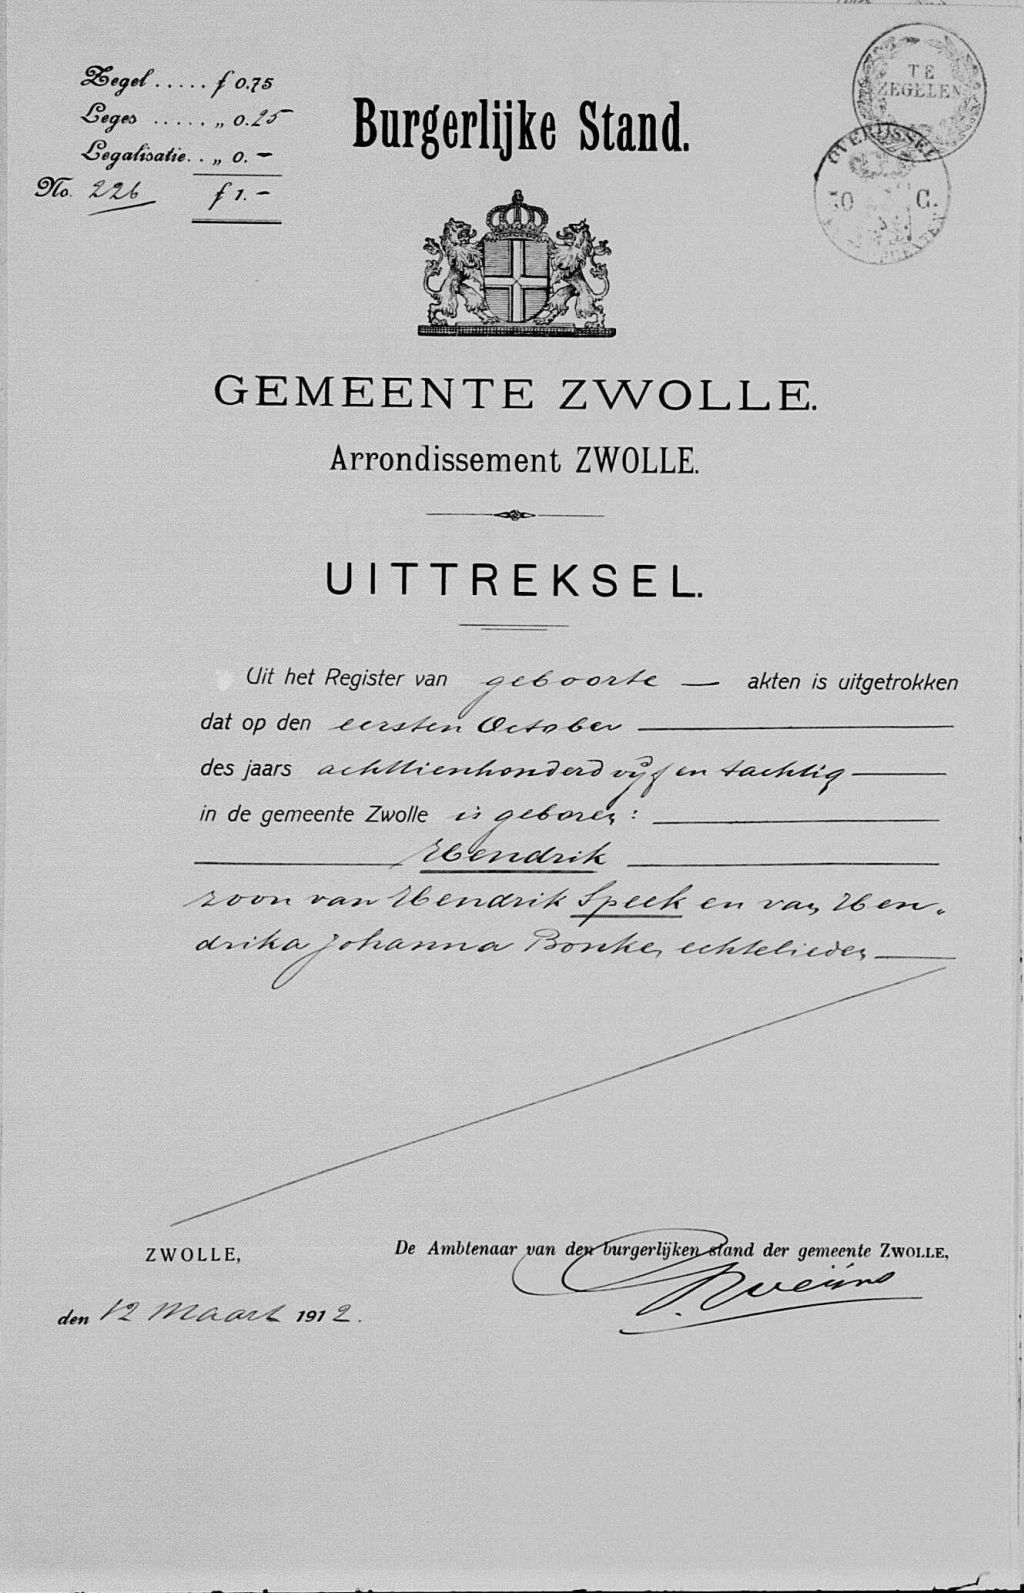 Zegel ..... f 0.75
Leges ..... „ 0.25
Legalisatie. . „ 0. –
No. 226 f 1. –
Burgerlijke Stand.
TE
ZEGELEN
OVERIJSSEL
50 C.
GEMEENTE ZWOLLE.
Arrondissement ZWOLLE.
UITTREKSEL.
Uit het Register van geboorte — akten is uitgetrokken
dat op den eersten October
des jaars achttienhonderd vijf en tachtig
in de gemeente Zwolle is geboren:
Hendrik
zoon van Hendrik Speek en van Hen-
drika Johanna Bonke, echtelieden
ZWOLLE,
De Ambtenaar van den burgerlijken stand der gemeente ZWOLLE,
den 12 Maart 1912.